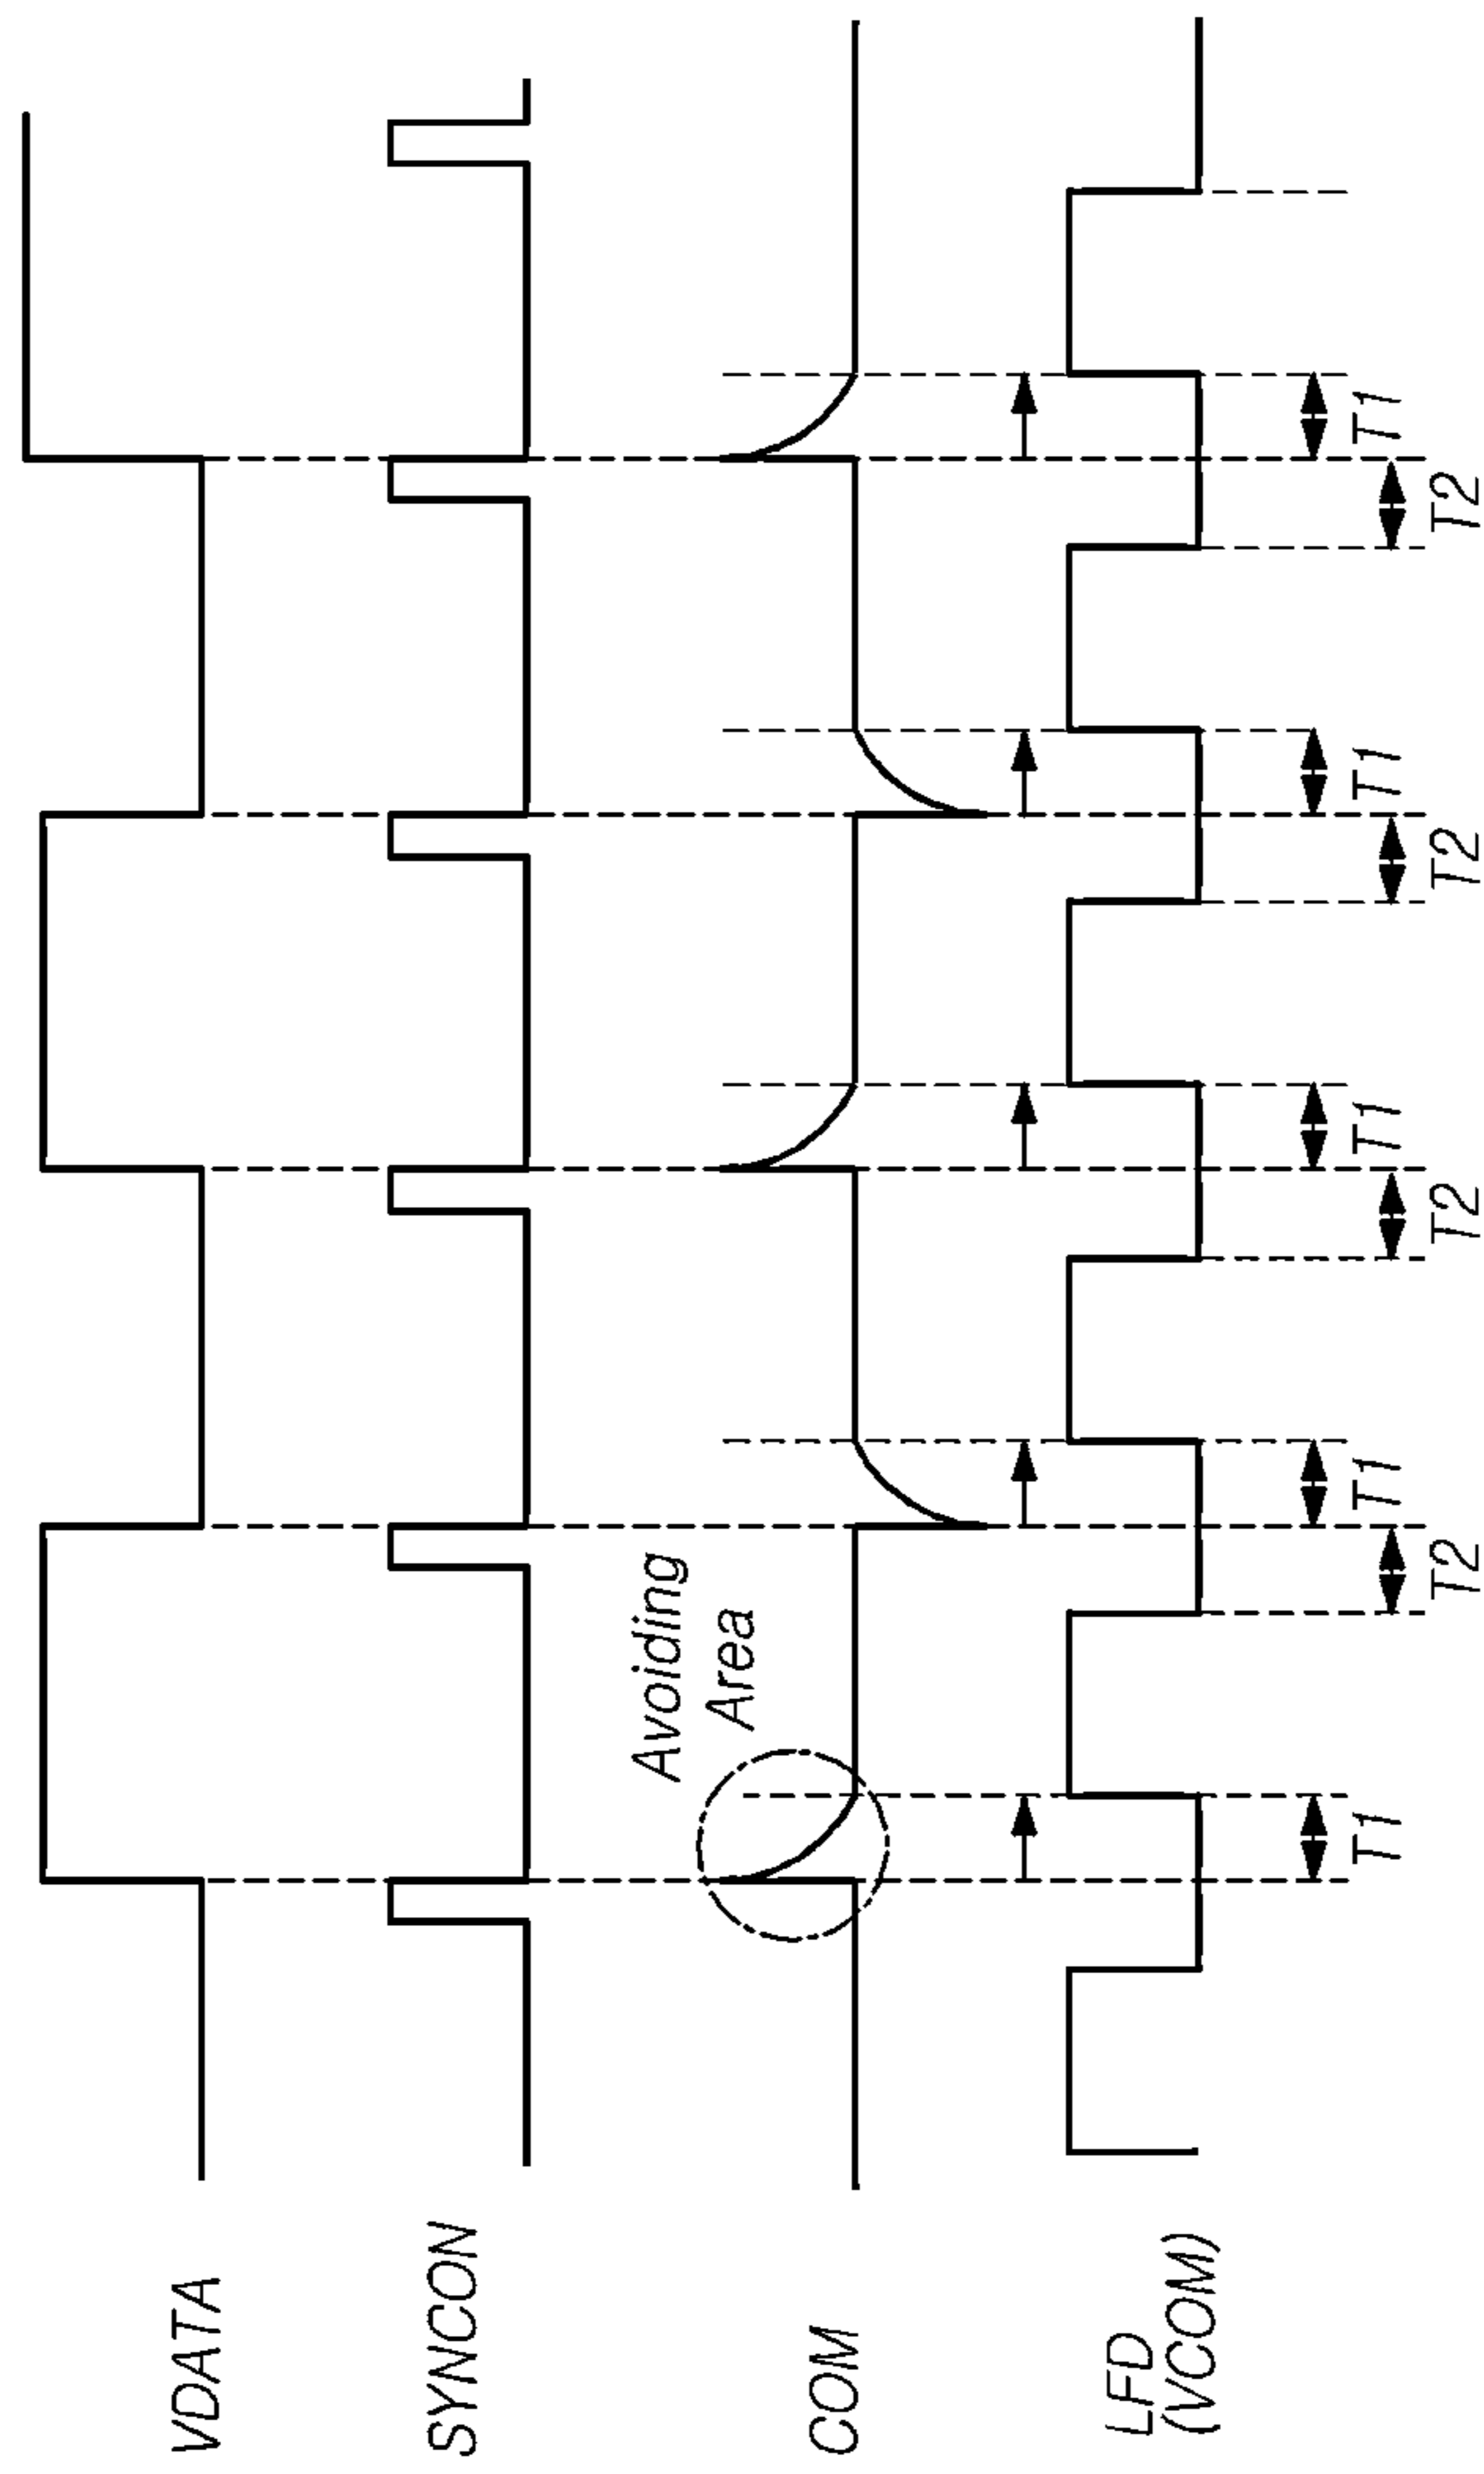 VDATA
SYNCON
Avoiding
Area
COM
LFD
(VCOM)
T1
T1
T1
T1
T1
T2
T2
T2
T2